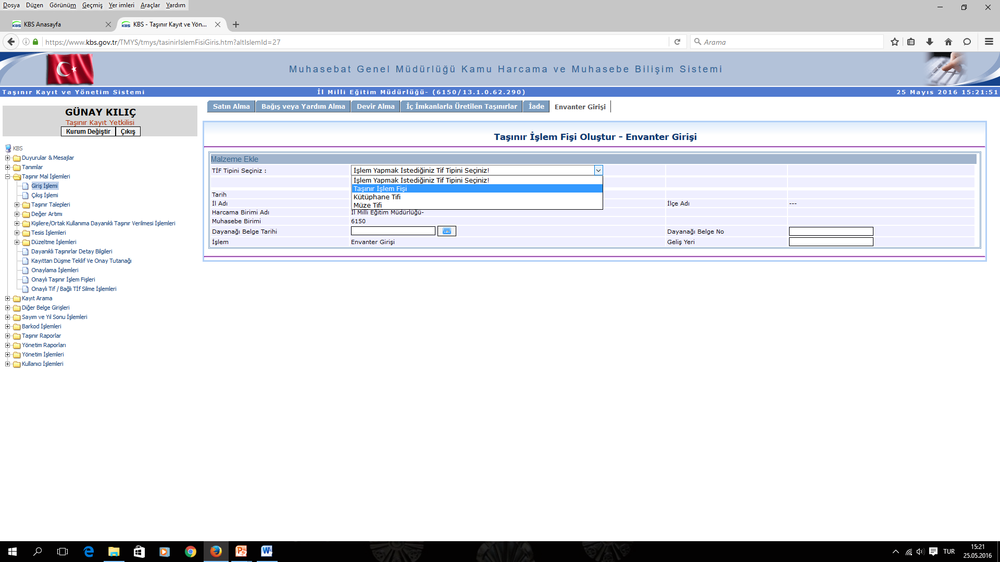 Dosya Düzen Görünüm Geçmiş Yer imleri Araçlar Yardım
KBS Anasayfa
KBS - Taşınır Kayıt ve Yön...
https://www.kbs.gov.tr/TMYS/tmys/tasinirIslemFisiGiris.htm?altIslemId=27
Arama
Muhasebat Genel Müdürlüğü Kamu Harcama ve Muhasebe Bilişim Sistemi
Taşınır Kayıt ve Yönetim Sistemi
İl Milli Eğitim Müdürlüğü- (6150/13.1.0.62.290)
25 Mayıs 2016 15:21:51
GÜNAY KILIÇ
Taşınır Kayıt Yetkilisi
Kurum Değiştir Çıkış
KBS
Duyurular & Mesajlar
Tanımlar
Taşınır Mal İşlemleri
Giriş İşlemi
Çıkış İşlemi
Taşınır Talepleri
Değer Artımı
Kişilere/Ortak Kullanıma Dayanıklı Taşınır Verilmesi İşlemleri
Tesis İşlemleri
Düzeltme İşlemleri
Dayanıklı Taşınırlar Detay Bilgileri
Kayıttan Düşme Teklif Ve Onay Tutanağı
Onaylama İşlemleri
Onaylı Taşınır İşlem Fişleri
Onaylı Tif / Bağlı Tİf Silme İşlemleri
Kayıt Arama
Diğer Belge Girişleri
Sayım ve Yıl Sonu İşlemleri
Barkod İşlemleri
Taşınır Raporlar
Yönetim Raporları
Yönetim İşlemleri
Kullanıcı İşlemleri
Satın Alma
Bağış veya Yardım Alma
Devir Alma
İç İmkanlarla Üretilen Taşınırlar
İade
Envanter Girişi
Taşınır İşlem Fişi Oluştur - Envanter Girişi
Malzeme Ekle
TİF Tipini Seçiniz :
İşlem Yapmak İstediğiniz Tif Tipini Seçiniz!
İşlem Yapmak İstediğiniz Tif Tipini Seçiniz!
Taşınır İşlem Fişi
Kütüphane Tifi
Müze Tifi
Tarih
İl Adı
İlçe Adı ---
Harcama Birimi Adı İl Milli Eğitim Müdürlüğü-
Muhasebe Birimi 6150
Dayanağı Belge Tarihi
Dayanağı Belge No
İşlem Envanter Girişi
Geliş Yeri
TUR
15:21
25.05.2016